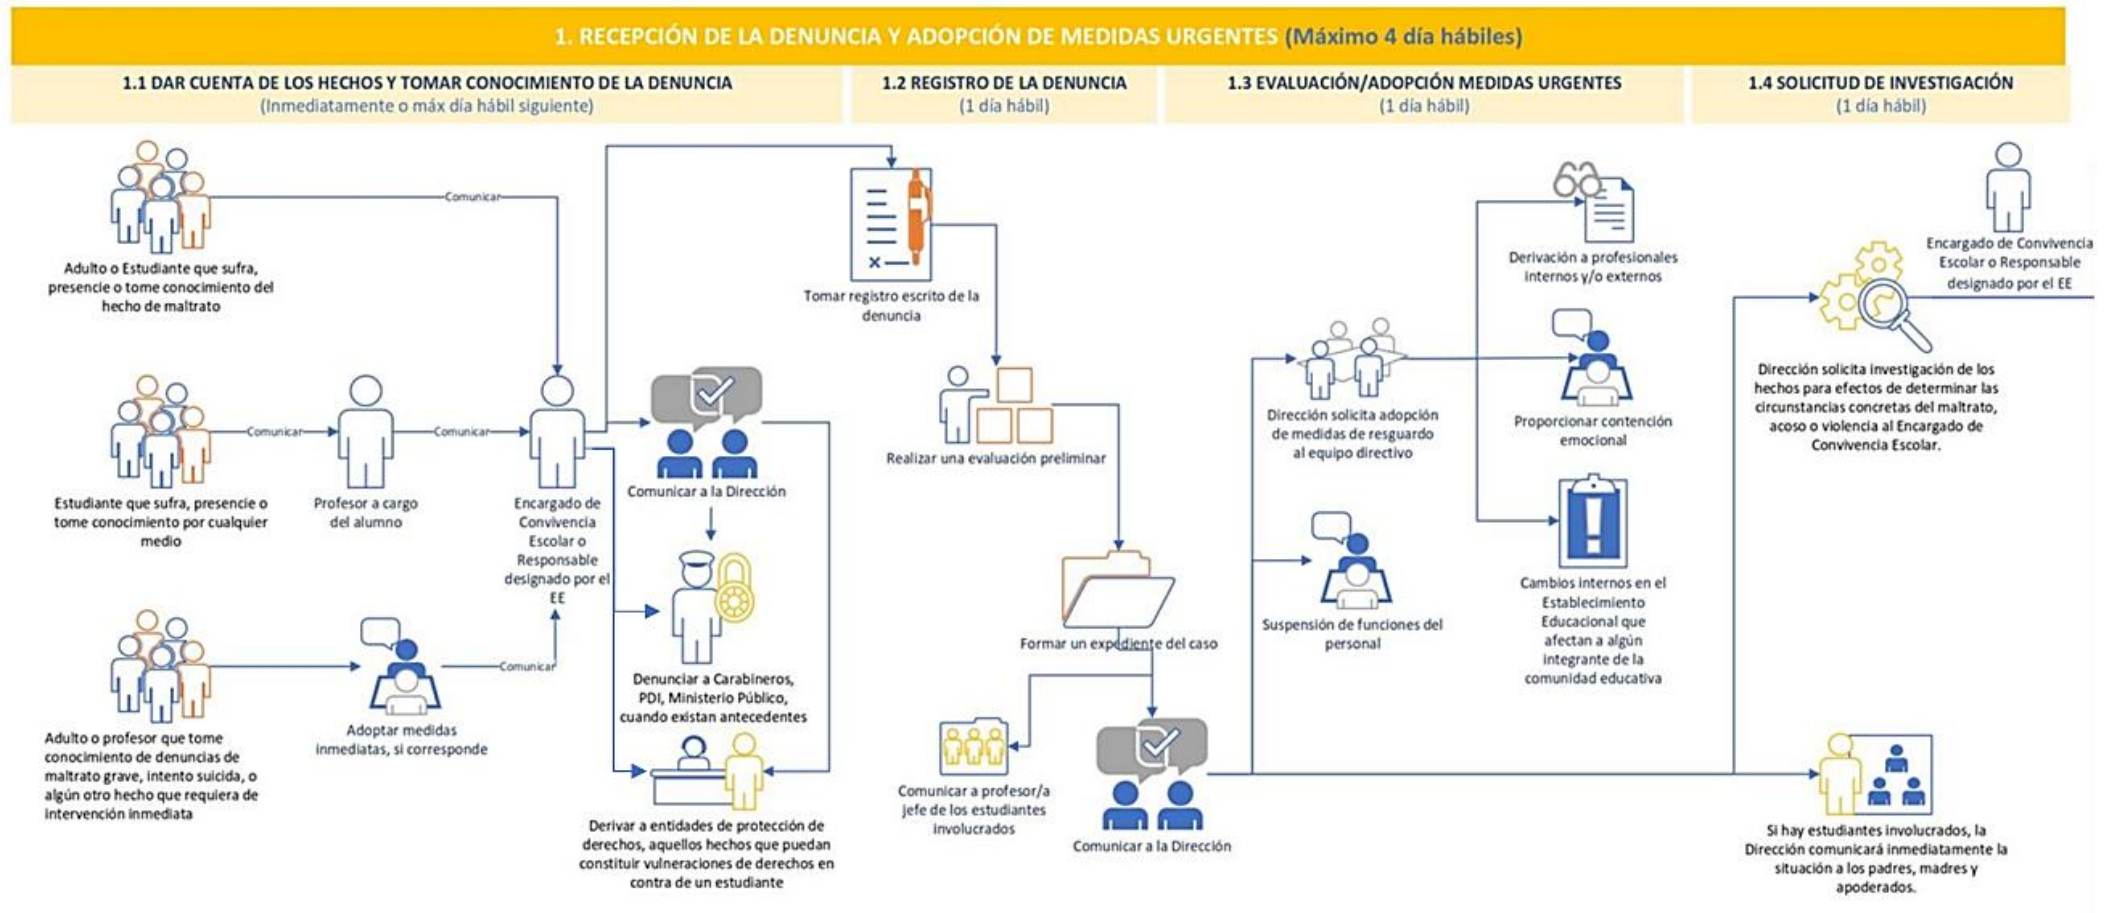 1. RECEPCIÓN DE LA DENUNCIA Y ADOPCIÓN DE MEDIDAS URGENTES (Máximo 4 día hábiles)
1.1 DAR CUENTA DE LOS HECHOS Y TOMAR CONOCIMIENTO DE LA DENUNCIA
(Inmediatamente o máx día hábil siguiente)
1.2 REGISTRO DE LA DENUNCIA
(1 día hábil)
1.3 EVALUACIÓN/ADOPCIÓN MEDIDAS URGENTES
(1 día hábil)
1.4 SOLICITUD DE INVESTIGACIÓN
(1 día hábil)
Comunicar
Adulto o Estudiante que sufra,
presencie o tome conocimiento del
hecho de maltrato
Comunicar
Comunicar
Estudiante que sufra, presencie o
tome conocimiento por cualquier
medio
Profesor a cargo
del alumno
Encargado de
Convivencia
Escolar o
Responsable
designado por el
EE
Comunicar
Adulto o profesor que tome
conocimiento de denuncias de
maltrato grave, intento suicida, o
algún otro hecho que requiera de
intervención inmediata
Adoptar medidas
inmediatas, si corresponde
Comunicar a la Dirección
Denunciar a Carabineros,
PDI, Ministerio Público,
cuando existan antecedentes
Derivar a entidades de protección de
derechos, aquellos hechos que puedan
constituir vulneraciones de derechos en
contra de un estudiante
Tomar registro escrito de la
denuncia
Realizar una evaluación preliminar
Formar un expediente del caso
Comunicar a profesor/a
jefe de los estudiantes
involucrados
Comunicar a la Dirección
Dirección solicita adopción
de medidas de resguardo
al equipo directivo
Suspensión de funciones del
personal
Derivación a profesionales
internos y/o externos
Proporcionar contención
emocional
Cambios internos en el
Establecimiento
Educacional que
afectan a algún
integrante de la
comunidad educativa
Encargado de Convivencia
Escolar o Responsable
designado por el EE
Dirección solicita investigación de los
hechos para efectos de determinar las
circunstancias concretas del maltrato,
acoso o violencia al Encargado de
Convivencia Escolar.
Si hay estudiantes involucrados, la
Dirección comunicará inmediatamente la
situación a los padres, madres y
apoderados.